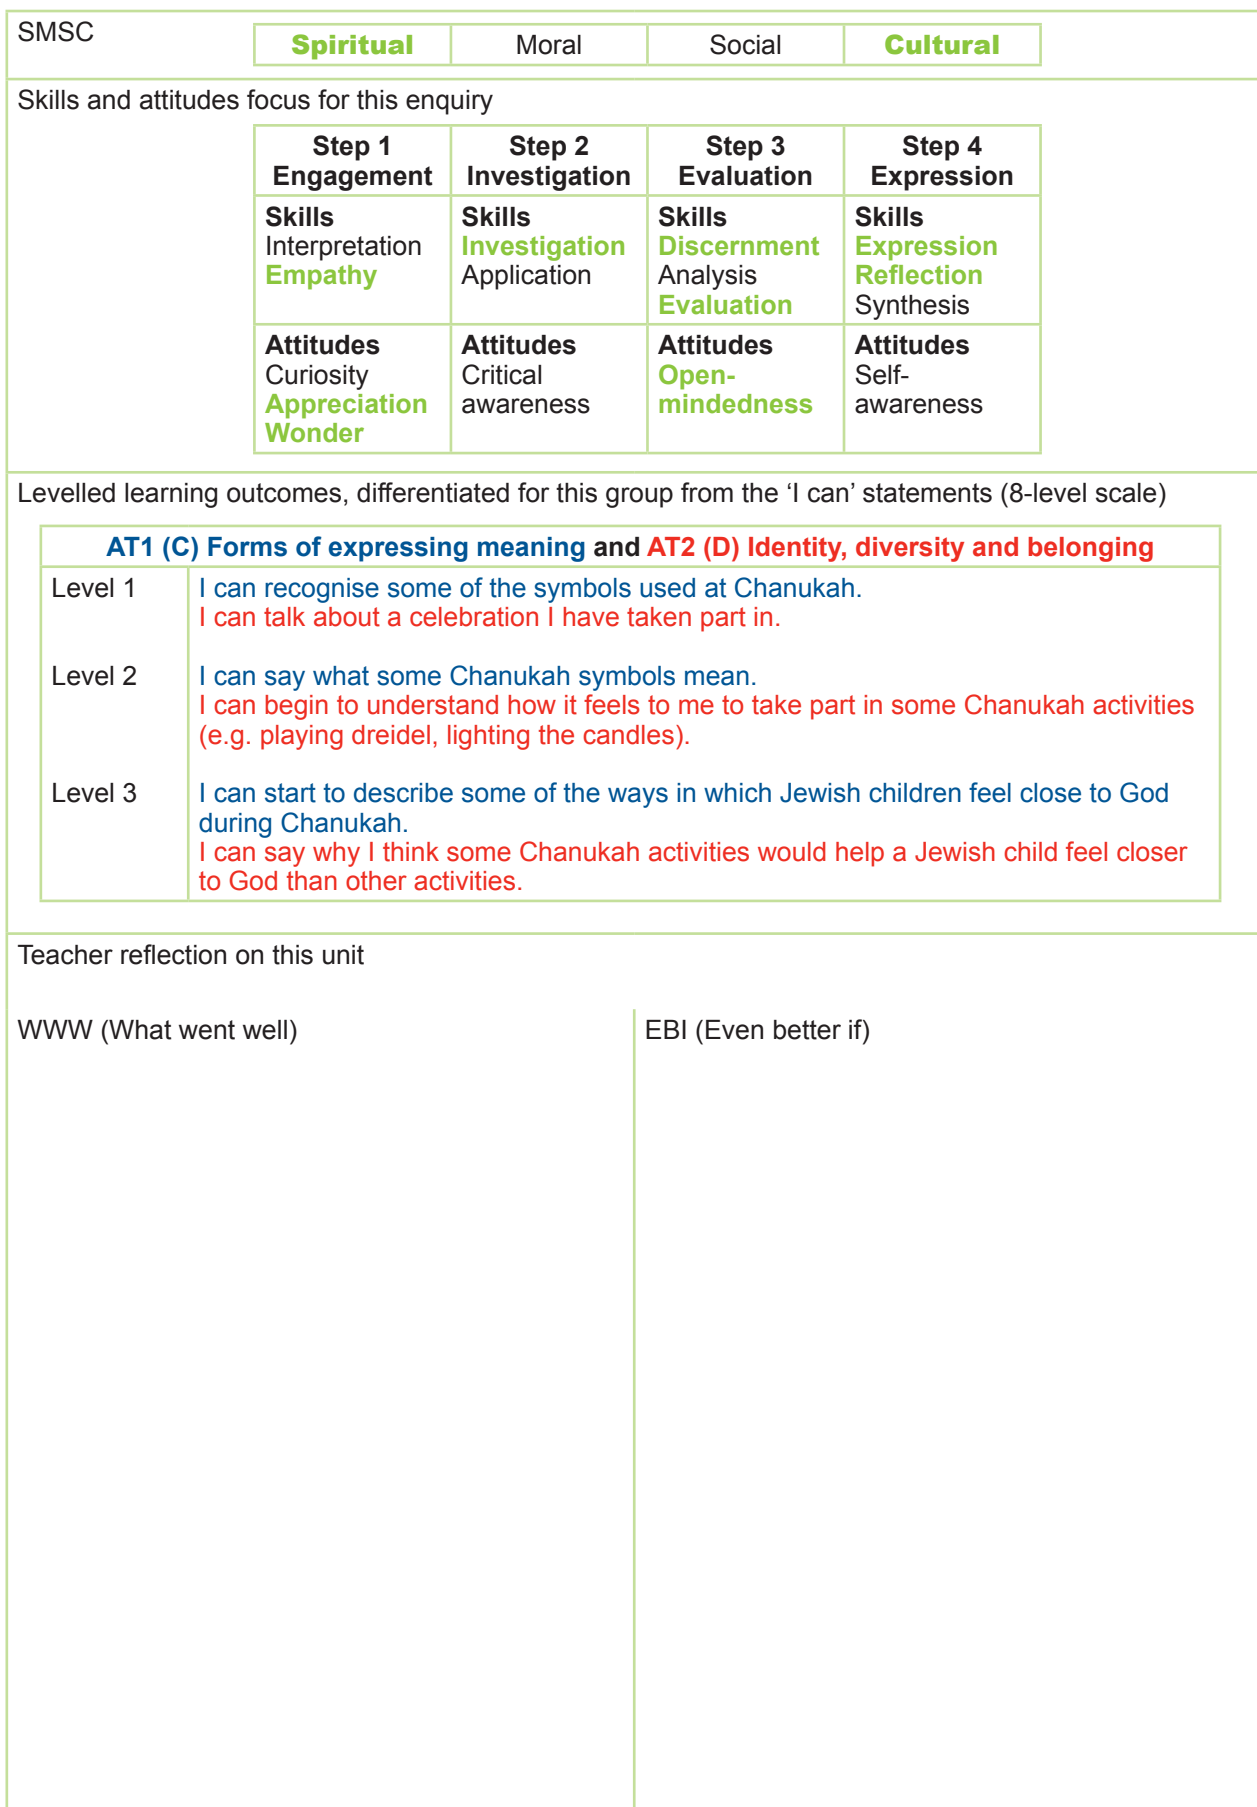 SMSC
Spiritual Moral Social Cultural
Skills and attitudes focus for this enquiry
Step 1 Engagement
Step 2 Investigation
Step 3 Evaluation
Step 4 Expression
Skills
Interpretation
Empathy
Skills
Investigation
Application
Skills
Discernment
Analysis
Evaluation
Skills
Expression
Reflection
Synthesis
Attitudes
Curiosity
Appreciation
Wonder
Attitudes
Critical
awareness
Attitudes
Open-
mindedness
Attitudes
Self-
awareness
Levelled learning outcomes, differentiated for this group from the ‘I can’ statements (8-level scale)
AT1 (C) Forms of expressing meaning and AT2 (D) Identity, diversity and belonging
Level 1
I can recognise some of the symbols used at Chanukah.
I can talk about a celebration I have taken part in.
Level 2
I can say what some Chanukah symbols mean.
I can begin to understand how it feels to me to take part in some Chanukah activities
(e.g. playing dreidel, lighting the candles).
Level 3
I can start to describe some of the ways in which Jewish children feel close to God
during Chanukah.
I can say why I think some Chanukah activities would help a Jewish child feel closer
to God than other activities.
Teacher reflection on this unit
WWW (What went well)
EBI (Even better if)